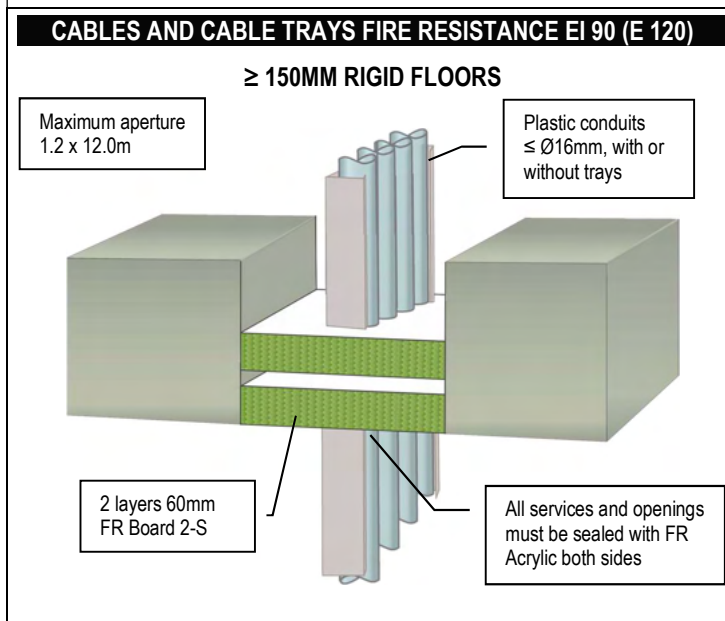 CABLES AND CABLE TRAYS FIRE RESISTANCE EI 90 (E 120)
≥ 150MM RIGID FLOORS
Maximum aperture
1.2 x 12.0m
Plastic conduits
≤ Ø16mm, with or
without trays
2 layers 60mm
FR Board 2-S
All services and openings
must be sealed with FR
Acrylic both sides